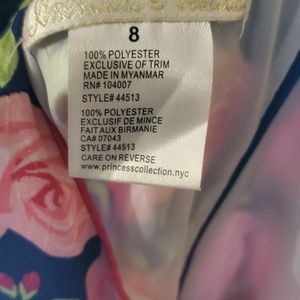 8
100% POLYESTER
EXCLUSIVE OF TRIM
MADE IN MYANMAR
RN# 104007
STYLE# 44513
100% POLYESTER
EXCLUSIF DE MINCE
FAIT AUX BIRMANIE
CA# 07043
STYLE# 44513
CARE ON REVERSE
www.princesscollection.nyc